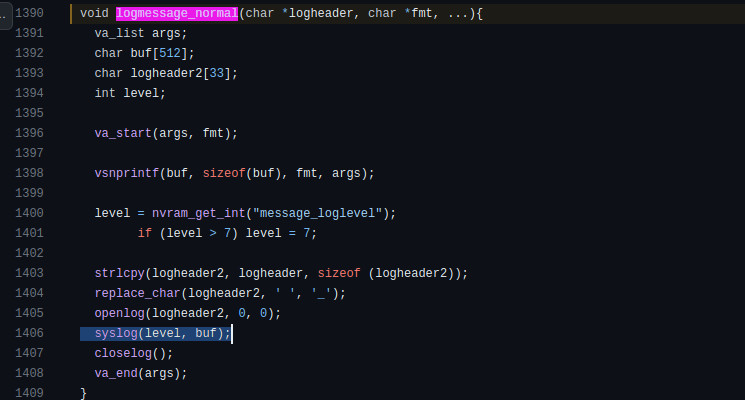 1390 void logmessage_normal(char *logheader, char *fmt, ...){
1391 va_list args;
1392 char buf[512];
1393 char logheader2[33];
1394 int level;
1395
1396 va_start(args, fmt);
1397
1398 vsnprintf(buf, sizeof(buf), fmt, args);
1399
1400 level = nvram_get_int("message_loglevel");
1401 if (level > 7) level = 7;
1402
1403 strlcpy(logheader2, logheader, sizeof (logheader2));
1404 replace_char(logheader2, ' ', '_');
1405 openlog(logheader2, 0, 0);
1406 syslog(level, buf);
1407 closelog();
1408 va_end(args);
1409 }